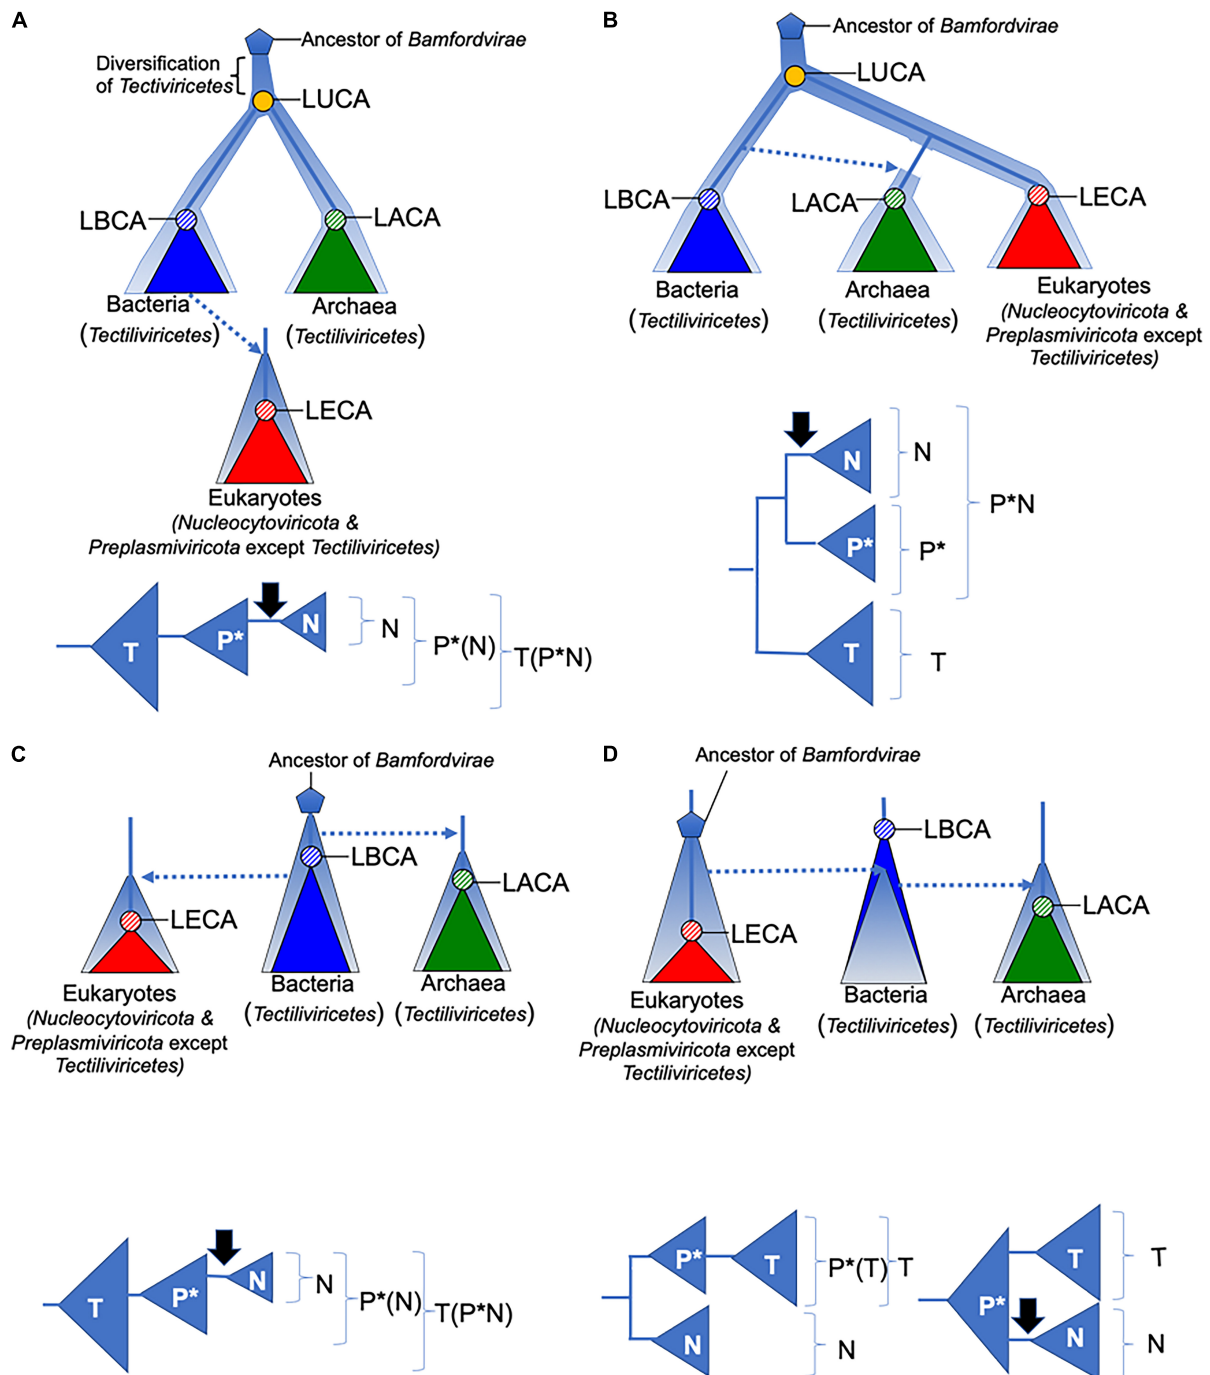 A
Ancestor of Bamfordvirae
Diversification
of Tectiviricetes
LUCA
LBCA
LACA
Bacteria
(Tectiliviricetes)
Archaea
(Tectiliviricetes)
LECA
Eukaryotes
(Nucleocytoviricota &
Preplasmiviricota except Tectiliviricetes)
T
P*
N
N
P*(N)
T(P*N)
B
Ancestor of Bamfordvirae
LUCA
LBCA
LACA
LECA
Bacteria
(Tectiliviricetes)
Archaea
(Tectiliviricetes)
Eukaryotes
(Nucleocytoviricota &
Preplasmiviricota except
Tectiliviricetes)
N
N
P*N
P*
P*
T
T
C
Ancestor of Bamfordvirae
LBCA
LACA
LECA
Eukaryotes
(Nucleocytoviricota &
Preplasmiviricota except
Tectiliviricetes)
Bacteria
(Tectiliviricetes)
Archaea
(Tectiliviricetes)
T
P*
N
N
P*(N)
T(P*N)
D
Ancestor of Bamfordvirae
LBCA
LACA
LECA
Eukaryotes
(Nucleocytoviricota &
Preplasmiviricota except
Tectiliviricetes)
Bacteria
(Tectiliviricetes)
Archaea
(Tectiliviricetes)
P*
T
P*(T)
T
N
N
P*
T
T
N
N